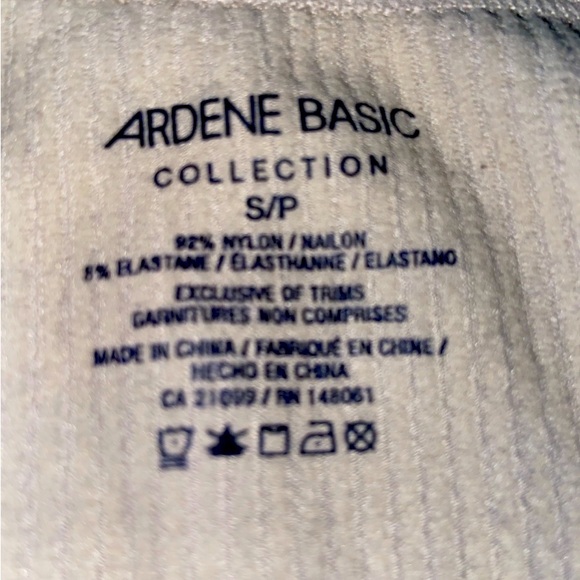 ARDENE BASIC
COLLECTION
S/P
92% NYLON / NAILON
8% ELASTANE / ÉLASTHANNE / ELASTANO
EXCLUSIVE OF TRIMS
GARNITURES NON COMPRISES
MADE IN CHINA / FABRIQUÉ EN CHINE /
HECHO EN CHINA
CA 21099 / RN 148061